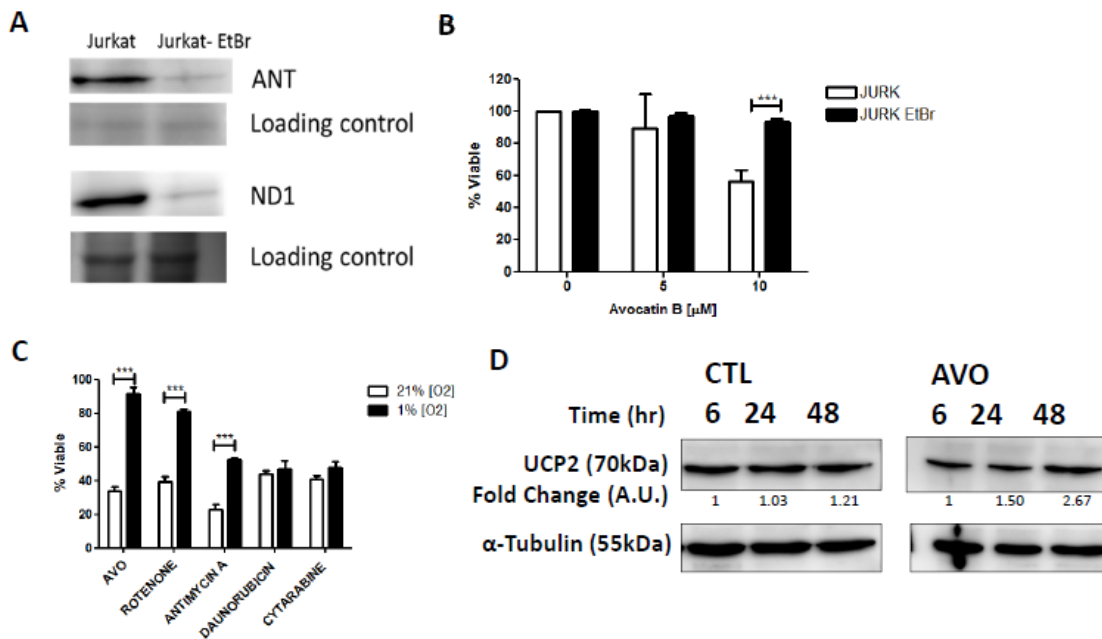 A
Jurkat Jurkat- EtBr
ANT
Loading control
ND1
Loading control
B
120
100
80
60
40
20
0
% Viable
***
JURK
JURK EtBr
0 5 10
Avocatin B [µM]
C
100
80
60
40
20
0
% Viable
*** *** ***
21% [O2]
1% [O2]
AVO ROTENONE ANTIMYCIN A DAUNORUBICIN CYTARABINE
D
CTL AVO
Time (hr) 6 24 48 6 24 48
UCP2 (70kDa)
Fold Change (A.U.) 1 1.03 1.21 1 1.50 2.67
α-Tubulin (55kDa)